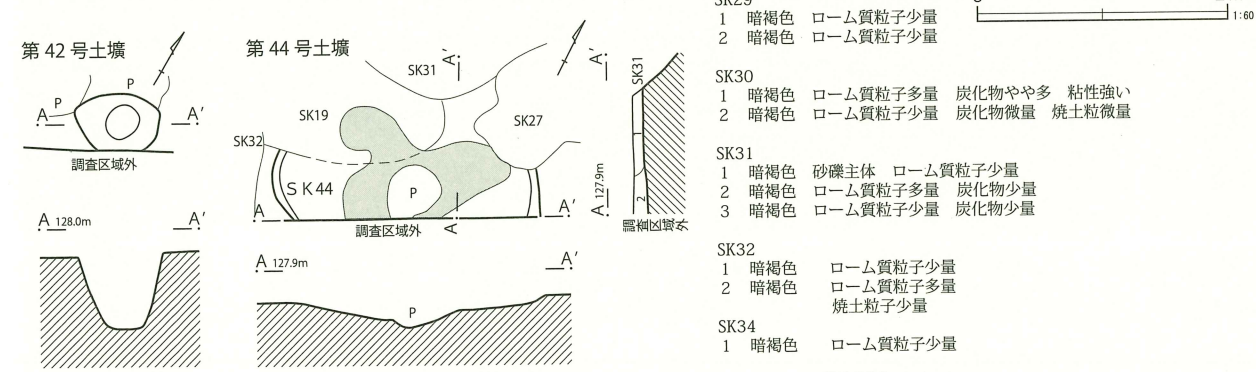 第 42 号土壙
P
P
A
A′
調査区域外
A 128.0m
A′
第 44 号土壙
SK31
A′
SK19
SK27
SK32
SK44
P
A
A′
調査区域外
A
A 127.9m
A′
P
A′
SK31
2
A 127.9m
調査区域外
SK29
1 暗褐色 ローム質粒子少量
2 暗褐色 ローム質粒子少量
1:60
SK30
1 暗褐色 ローム質粒子多量 炭化物やや多 粘性強い
2 暗褐色 ローム質粒子少量 炭化物微量 焼土粒微量
SK31
1 暗褐色 砂礫主体 ローム質粒子少量
2 暗褐色 ローム質粒子多量 炭化物少量
3 暗褐色 ローム質粒子少量 炭化物少量
SK32
1 暗褐色 ローム質粒子少量
2 暗褐色 ローム質粒子多量
焼土粒子少量
SK34
1 暗褐色 ローム質粒子少量